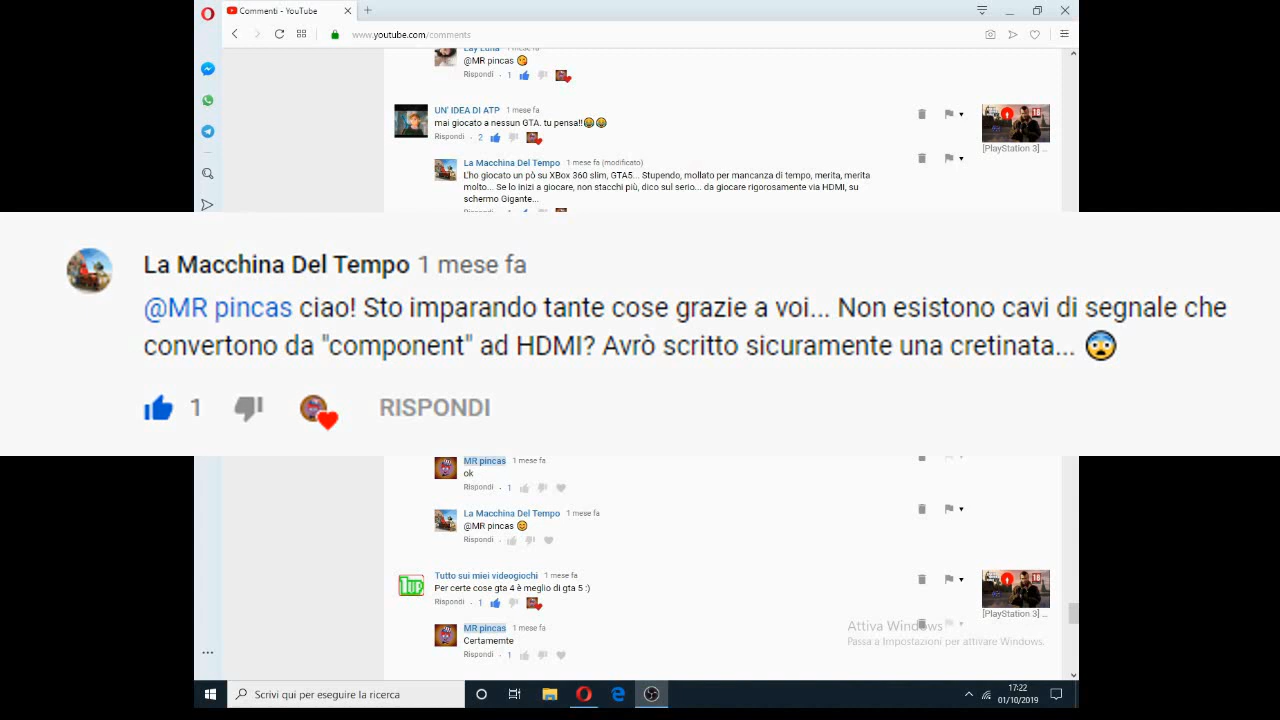 Commenti - YouTube
www.youtube.com/comments
Lay Luna 1 mese fa
@MR pincas
Rispondi · 1
UN' IDEA DI ATP 1 mese fa
mai giocato a nessun GTA. tu pensa!!
Rispondi · 2
[PlayStation 3] ...
La Macchina Del Tempo 1 mese fa (modificato)
L'ho giocato un pò su XBox 360 slim, GTA5... Stupendo, mollato per mancanza di tempo, merita, merita
molto... Se lo inizi a giocare, non stacchi più, dico sul serio... da giocare rigorosamente via HDMI, su
schermo Gigante...
La Macchina Del Tempo 1 mese fa
@MR pincas ciao! Sto imparando tante cose grazie a voi... Non esistono cavi di segnale che
convertono da "component" ad HDMI? Avrò scritto sicuramente una cretinata...
1 RISPONDI
MR pincas 1 mese fa
ok
Rispondi · 1
La Macchina Del Tempo 1 mese fa
@MR pincas
Rispondi ·
Tutto sui miei videogiochi 1 mese fa
Per certe cose gta 4 è meglio di gta 5 :)
Rispondi · 1
18
[PlayStation 3] ...
MR pincas 1 mese fa
Certamemte
Rispondi · 1
Attiva Windows
Passa a Impostazioni per attivare Windows.
Scrivi qui per eseguire la ricerca
17:22
01/10/2019